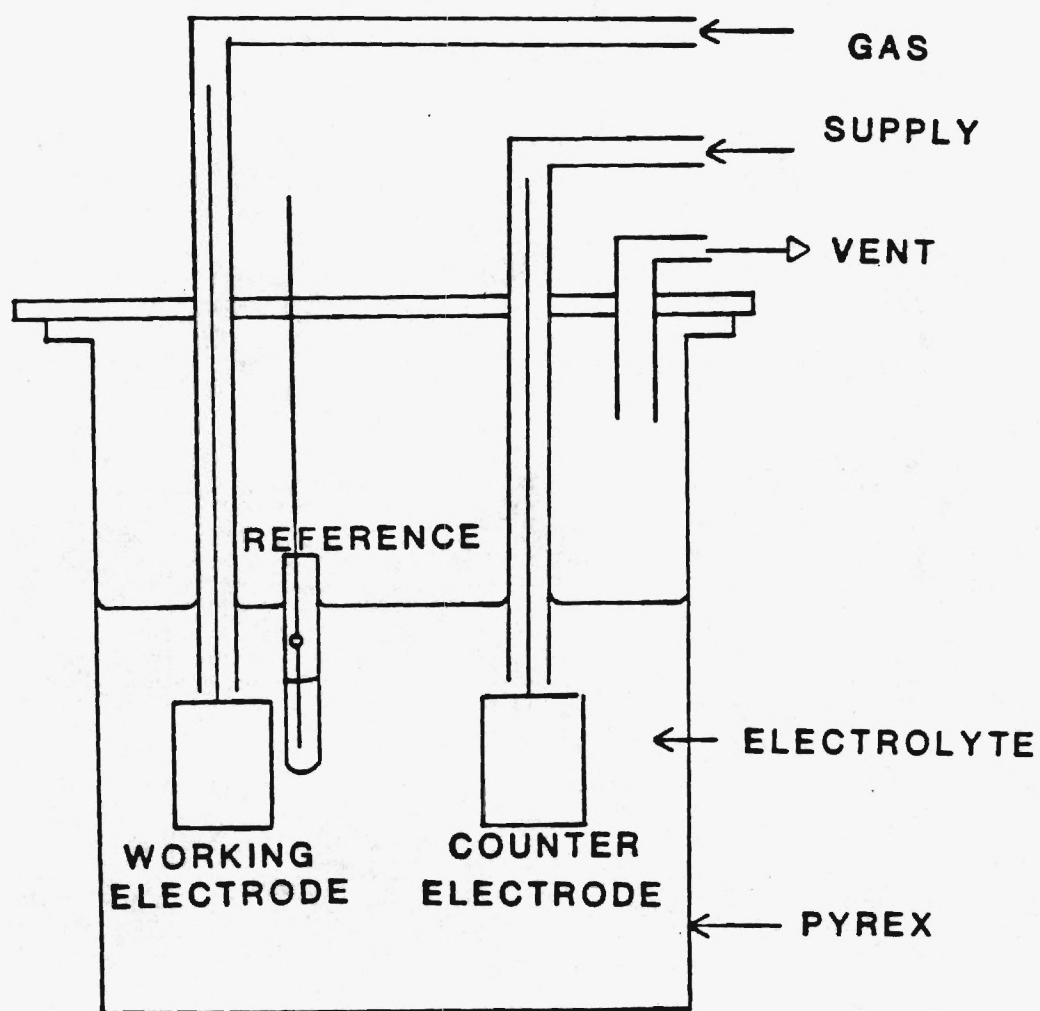 GAS
SUPPLY
VENT
REFERENCE
ELECTROLYTE
WORKING
ELECTRODE
COUNTER
ELECTRODE
PYREX